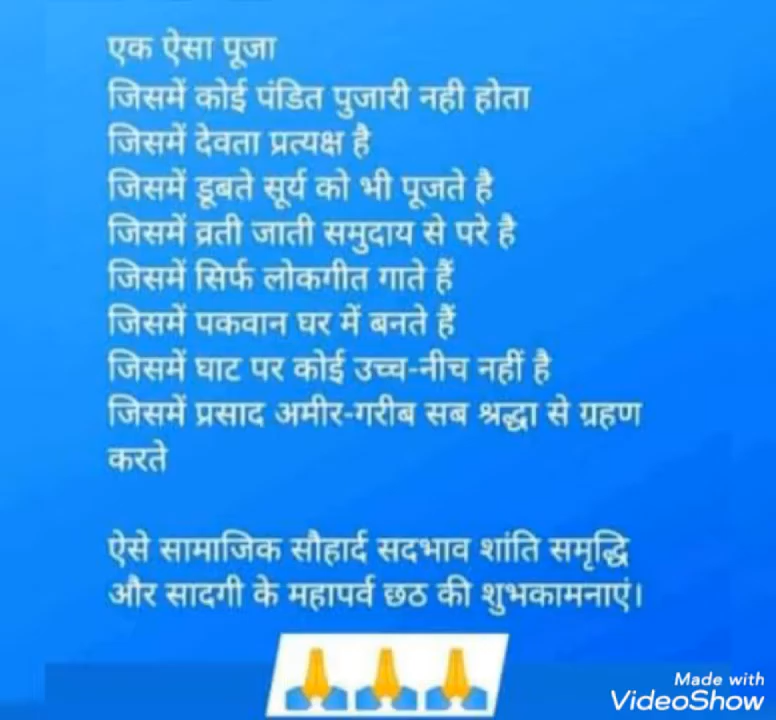 एक ऐसा पूजा
जिसमें कोई पंडित पुजारी नही होता
जिसमें देवता प्रत्यक्ष है
जिसमें डूबते सूर्य को भी पूजते है
जिसमें व्रती जाती समुदाय से परे है
जिसमें सिर्फ लोकगीत गाते हैं
जिसमें पकवान घर में बनते हैं
जिसमें घाट पर कोई उच्च-नीच नहीं है
जिसमें प्रसाद अमीर-गरीब सब श्रद्धा से ग्रहण
करते
ऐसे सामाजिक सौहार्द सदभाव शांति समृद्धि
और सादगी के महापर्व छठ की शुभकामनाएं।
Made with
VideoShow